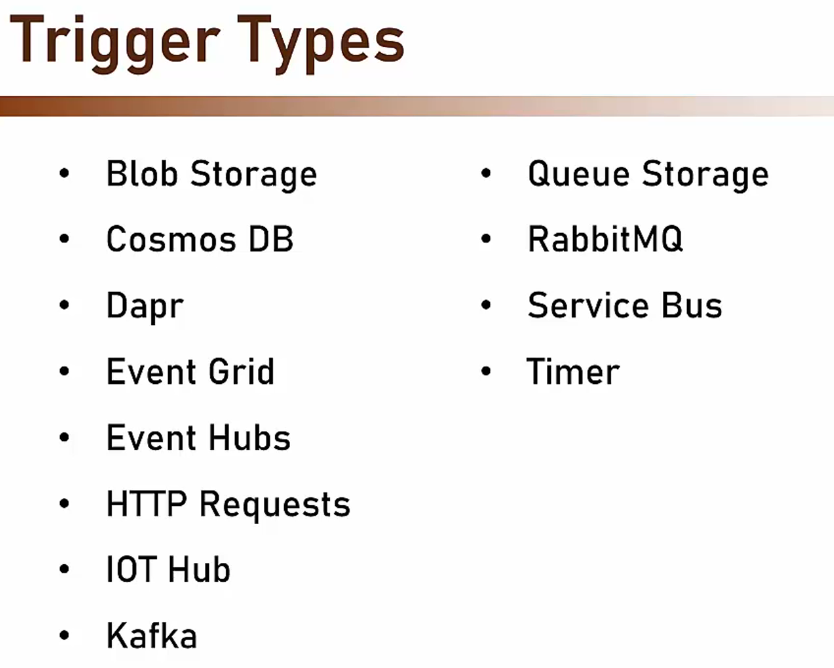 Trigger Types
• Blob Storage
• Cosmos DB
• Dapr
• Event Grid
• Event Hubs
• HTTP Requests
• IOT Hub
• Kafka
• Queue Storage
• RabbitMQ
• Service Bus
• Timer